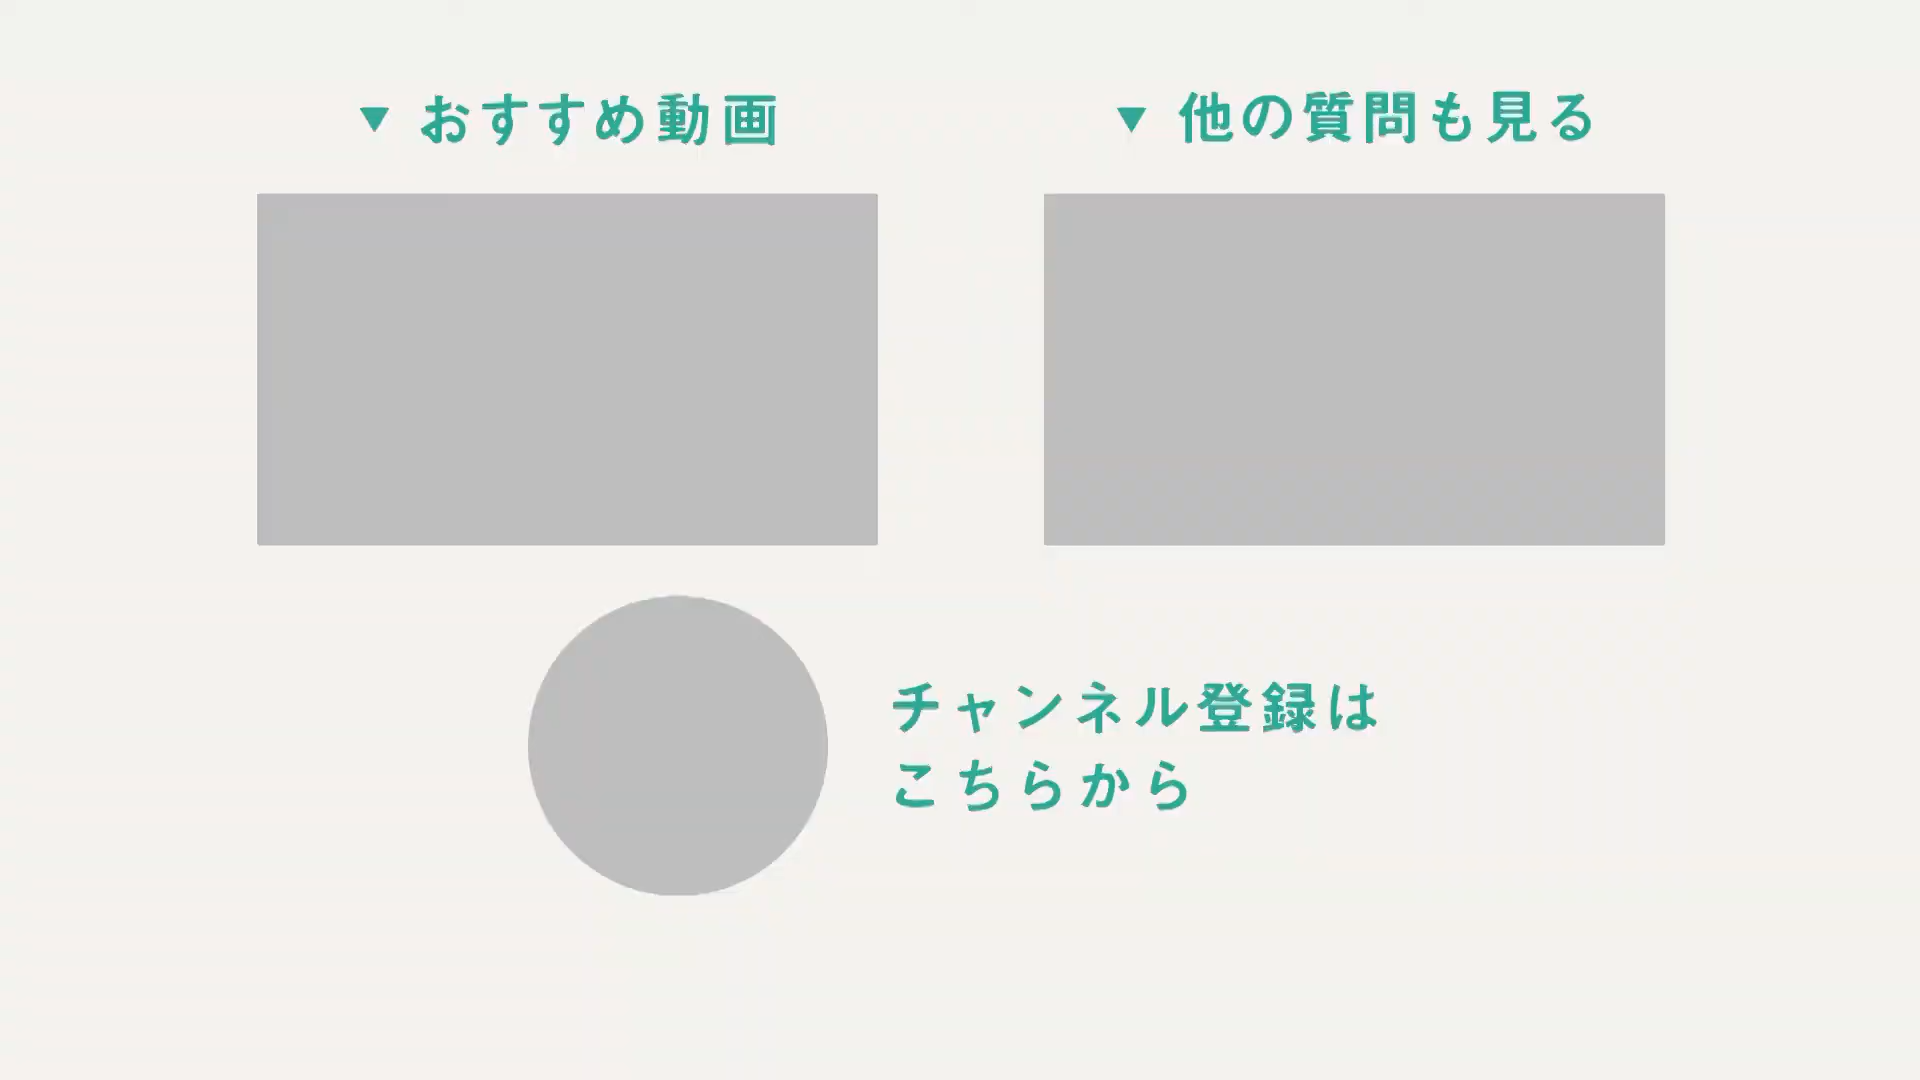 ▼ おすすめ動画
▼ 他の質問も見る
チャンネル登録は
こちらから